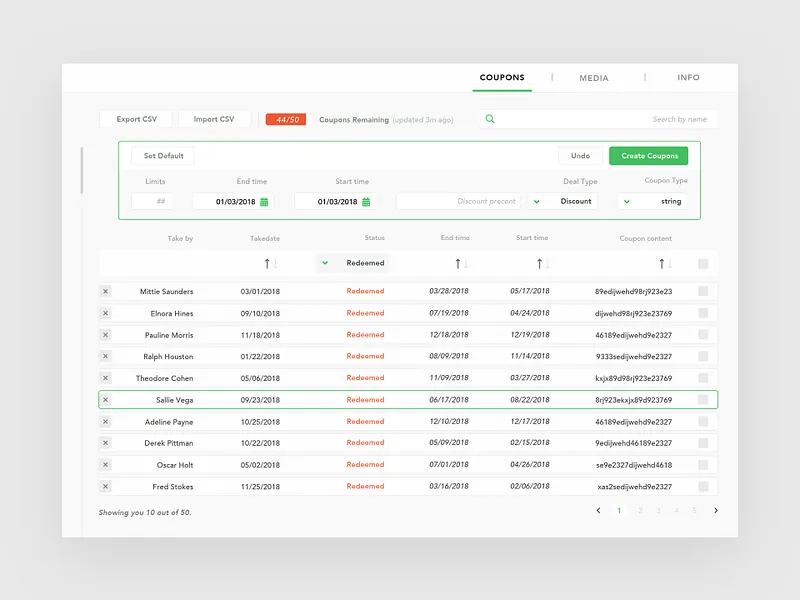 COUPONS | MEDIA | INFO
Export CSV Import CSV 44/50 Coupons Remaining (updated 3m ago) Search by name
Set Default Undo Create Coupons
Limits End time Start time Deal Type Coupon Type
## 01/03/2018 01/03/2018 Discount precent Discount string
Take by Takedate Status End time Start time Coupon content
Redeemed
Mittie Saunders 03/01/2018 Redeemed 03/28/2018 05/17/2018 89edijwehd98rj923e23
Elnora Hines 09/10/2018 Redeemed 07/19/2018 04/24/2018 dijwehd98rj923e23769
Pauline Morris 11/18/2018 Redeemed 12/18/2018 12/19/2018 46189edijwehd9e2327
Ralph Houston 01/22/2018 Redeemed 08/09/2018 11/14/2018 9333sedijwehd9e2327
Theodore Cohen 05/06/2018 Redeemed 11/09/2018 03/27/2018 kxjx89d98rj923e23769
Sallie Vega 09/23/2018 Redeemed 06/17/2018 08/22/2018 8rj923ekxjx89d923769
Adeline Payne 10/25/2018 Redeemed 12/10/2018 12/17/2018 46189edijwehd9e2327
Derek Pittman 10/22/2018 Redeemed 05/09/2018 02/15/2018 9edijwehd46189e2327
Oscar Holt 05/02/2018 Redeemed 07/01/2018 04/26/2018 se9e2327dijwehd4618
Fred Stokes 11/25/2018 Redeemed 03/16/2018 02/06/2018 xas2sedijwehd9e2327
Showing you 10 out of 50. 1 2 3 4 5